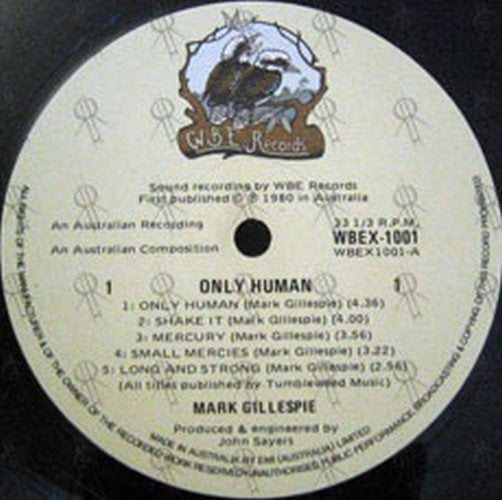 W.B.E. Records
Sound recording by WBE Records
First published © ℗ 1980 in Australia
An Australian Recording
33 1/3 R.P.M.
WBEX-1001
An Australian Composition
WBEX1001-A
1 ONLY HUMAN 1
1: ONLY HUMAN (Mark Gillespie) (4.36)
2: SHAKE IT (Mark Gillespie) (4.00)
3: MERCURY (Mark Gillespie) (3.56)
4: SMALL MERCIES (Mark Gillespie) (3.22)
5: LONG AND STRONG (Mark Gillespie) (2.56)
(All titles published by Tumbleweed Music)
MARK GILLESPIE
Produced & engineered by
John Sayers
MADE IN AUSTRALIA BY EMI (AUSTRALIA) LIMITED
ALL RIGHTS OF THE MANUFACTURER & OF THE OWNER OF THE RECORDED WORK RESERVED • UNAUTHORISED PUBLIC PERFORMANCE, BROADCASTING & COPYING OF THIS RECORD PROHIBITED